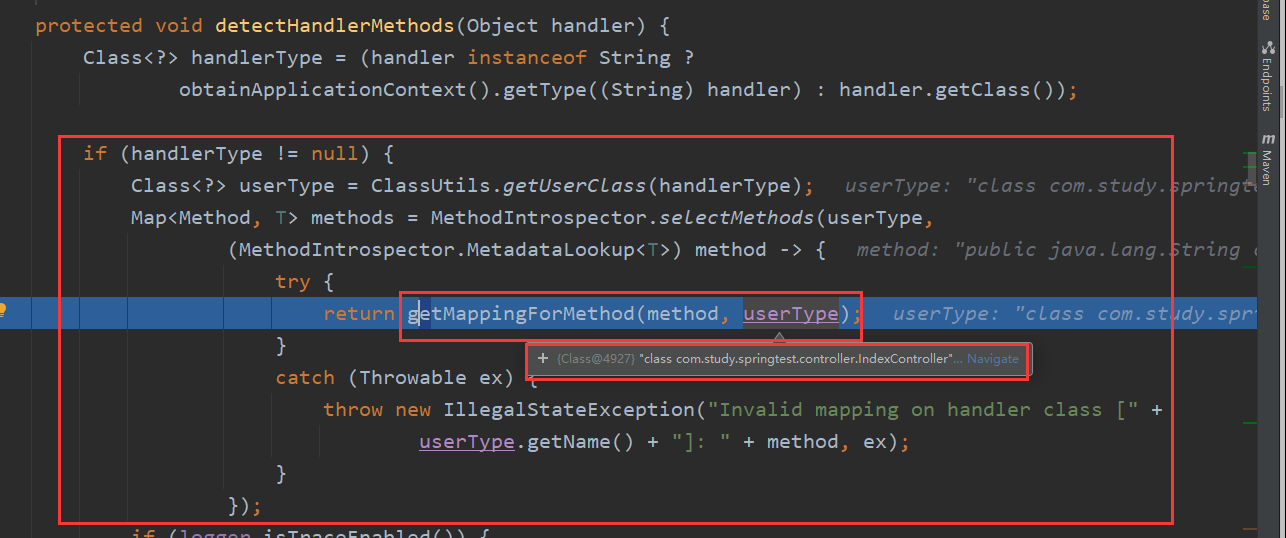 protected void detectHandlerMethods(Object handler) {
Class<?> handlerType = (handler instanceof String ?
obtainApplicationContext().getType((String) handler) : handler.getClass());
if (handlerType != null) {
Class<?> userType = ClassUtils.getUserClass(handlerType); userType: "class com.study.springte
Map<Method, T> methods = MethodIntrospector.selectMethods(userType,
(MethodIntrospector.MetadataLookup<T>) method -> { method: "public java.lang.String c
try {
return getMappingForMethod(method, userType); userType: "class com.study.spri
}
+ {Class@4927} "class com.study.springtest.controller.IndexController"... Navigate
catch (Throwable ex) {
throw new IllegalStateException("Invalid mapping on handler class [" +
userType.getName() + "]: " + method, ex);
}
});
if (logger.isTraceEnabled()) {
base
Endpoints
m
Maven